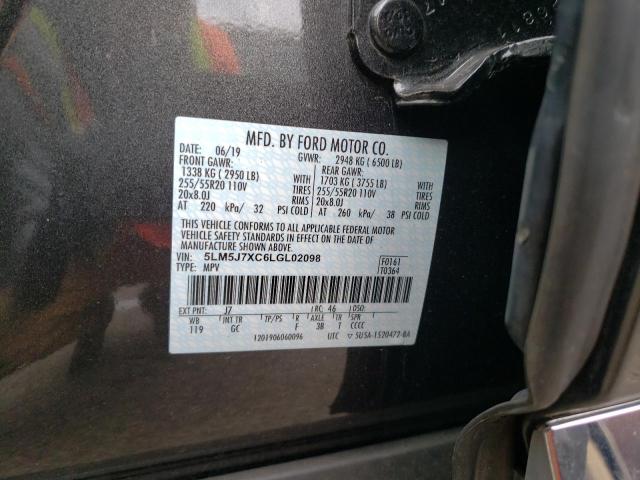 MFD. BY FORD MOTOR CO.
DATE: 06/19 GVWR: 2948 KG ( 6500 LB)
FRONT GAWR: REAR GAWR:
1338 KG ( 2950 LB) WITH 1703 KG ( 3755 LB) WITH
255/55R20 110V TIRES 255/55R20 110V TIRES
20x8.0J RIMS 20x8.0J RIMS
AT 220 kPa/ 32 PSI COLD AT 260 kPa/ 38 PSI COLD
THIS VEHICLE CONFORMS TO ALL APPLICABLE FEDERAL MOTOR
VEHICLE SAFETY STANDARDS IN EFFECT ON THE DATE OF
MANUFACTURE SHOWN ABOVE.
VIN: 5LM5J7XC6LGL02098 F0161
TYPE: MPV T0364
EXT PNT: J7 RC: 46 DSO:
WB INT TR TP/PS R AXLE TR SPR
119 GC F 3B T CCCC
1201906060096 UTC